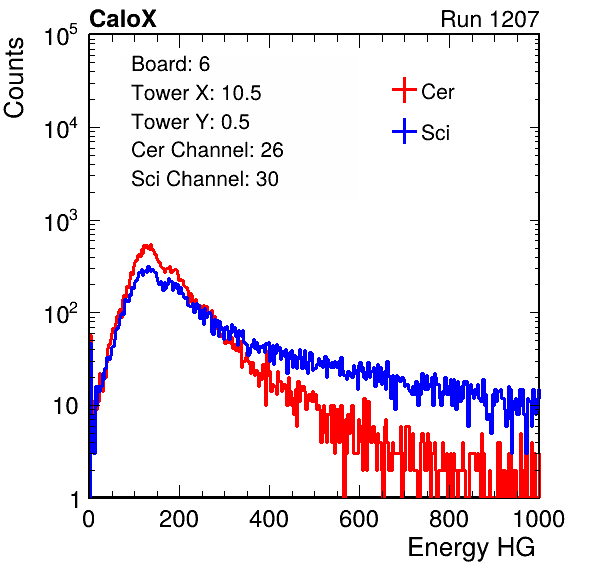 CaloX Run 1207
Counts
Board: 6
Tower X: 10.5
Tower Y: 0.5
Cer Channel: 26
Sci Channel: 30
Cer
Sci
10^5
10^4
10^3
10^2
10
1
0 200 400 600 800 1000
Energy HG